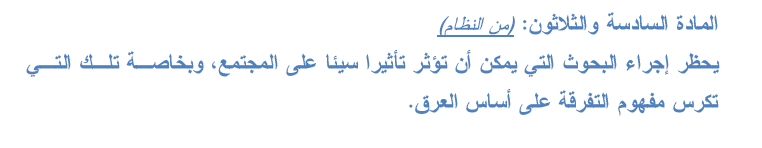 المادة السادسة والثلاثون: (من النظام)
يحظر إجراء البحوث التي يمكن أن تؤثر تأثيرا سيئا على المجتمع، وبخاصة تلك التي
تكرس مفهوم التفرقة على أساس العرق.